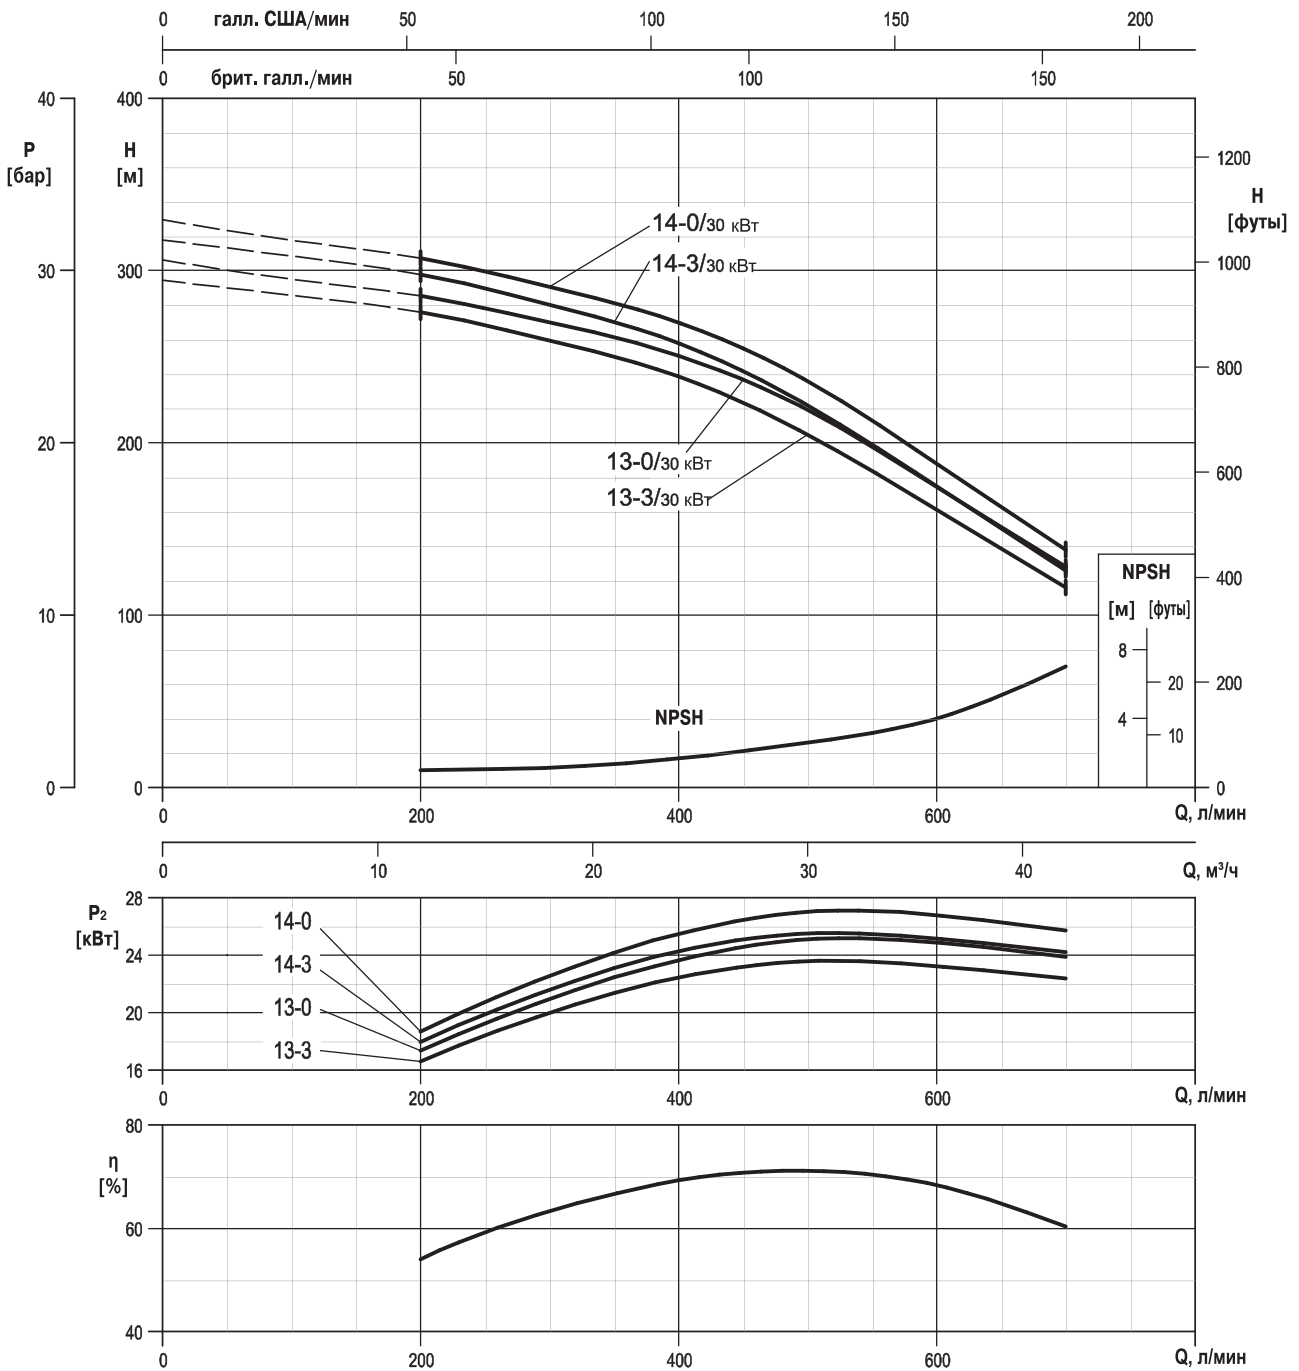 0 галл. США/мин 50 100 150 200
0 брит. галл./мин 50 100 150
40 400
P H
[бар] [м]
1200
H
[футы]
14-0/30 кВт
14-3/30 кВт
30 300 1000
800
20 200
13-0/30 кВт
600
13-3/30 кВт
NPSH
400
[м] [футы]
10 100
8
20 200
NPSH 4
10
0 0 0
0 200 400 600 Q, л/мин
0 10 20 30 40 Q, м³/ч
28
P2
[кВт]
14-0
24
14-3
20
13-0
13-3
16
0 200 400 600 Q, л/мин
80
η
[%]
60
40
0 200 400 600 Q, л/мин